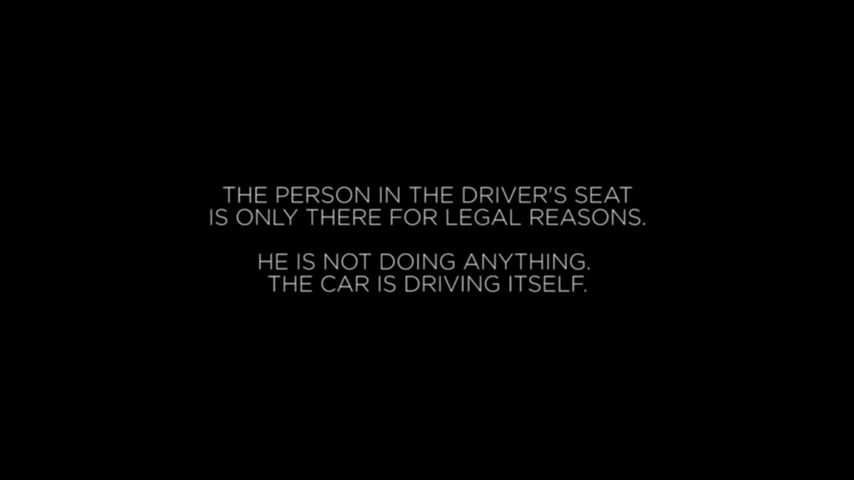 THE PERSON IN THE DRIVER'S SEAT
IS ONLY THERE FOR LEGAL REASONS.
HE IS NOT DOING ANYTHING.
THE CAR IS DRIVING ITSELF.